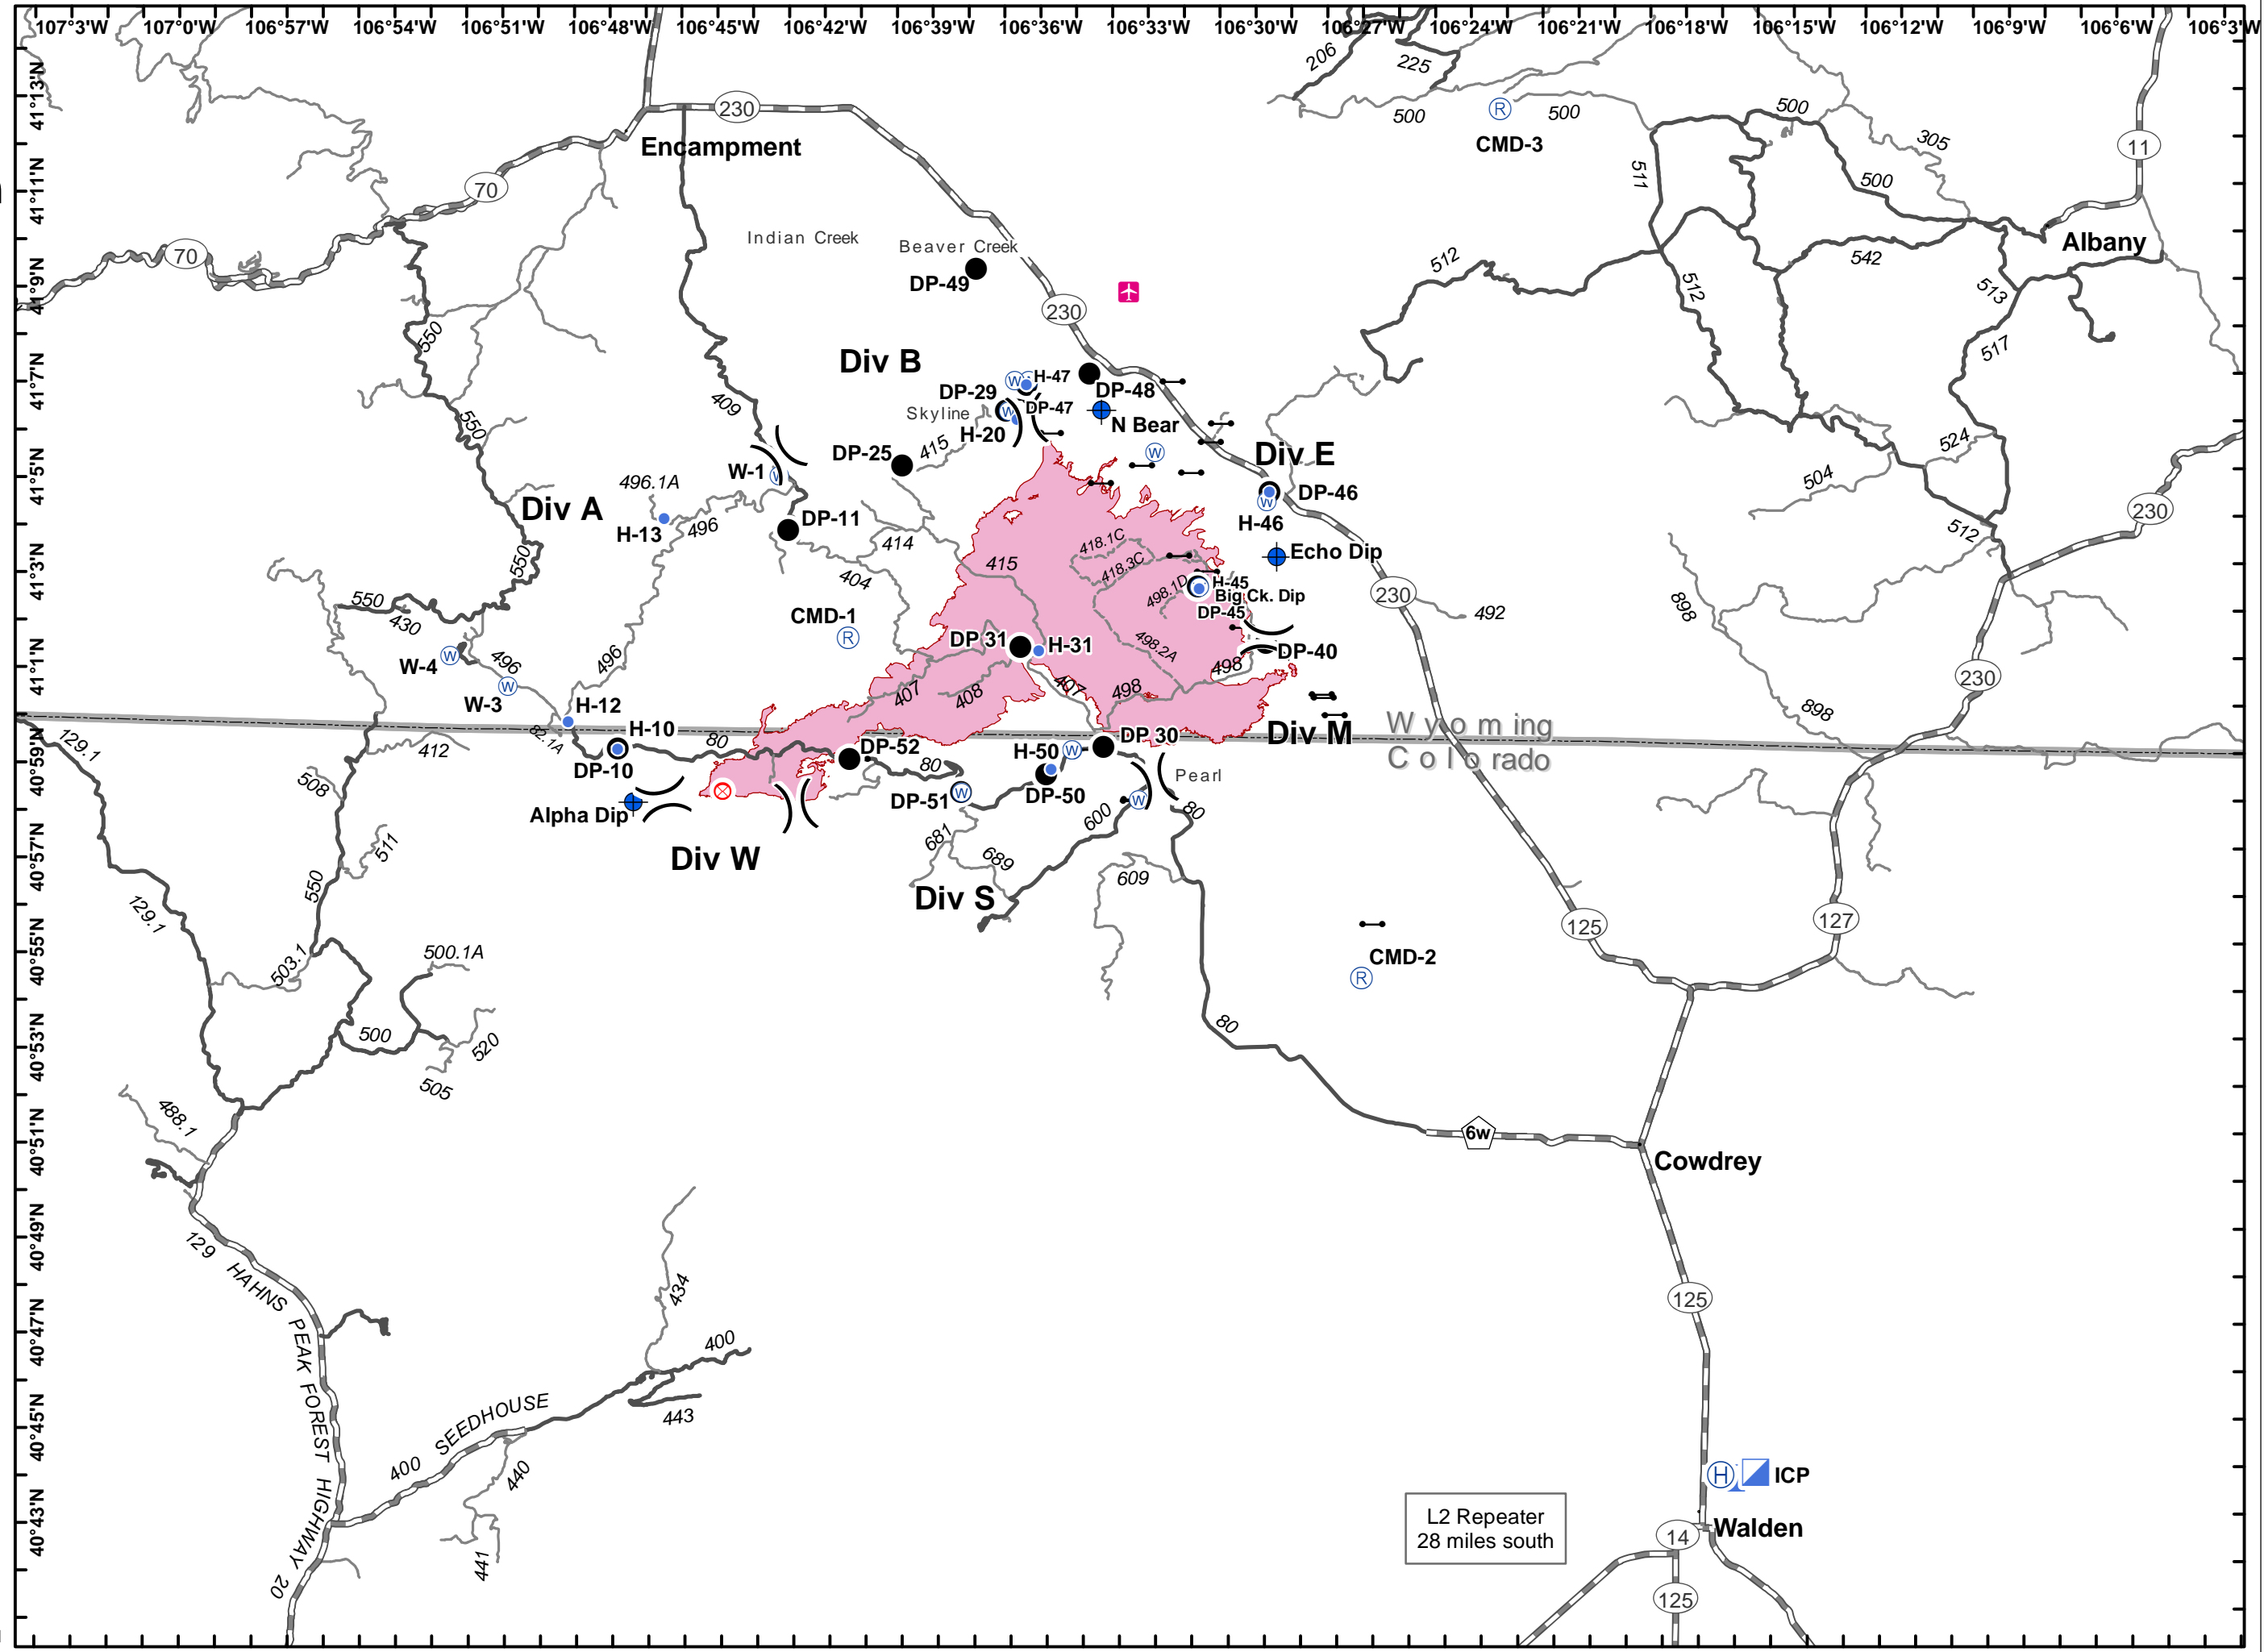 107°3'W 107°0'W 106°57'W 106°54'W 106°51'W 106°48'W 106°45'W 106°42'W 106°39'W 106°36'W 106°33'W 106°30'W 106°27'W 106°24'W 106°21'W 106°18'W 106°15'W 106°12'W 106°9'W 106°6'W 106°3'W
41°13'N
41°11'N
41°9'N
41°7'N
41°5'N
41°3'N
41°1'N
40°59'N
40°57'N
40°55'N
40°53'N
40°51'N
40°49'N
40°47'N
40°45'N
40°43'N
206
225
500
500
R
CMD-3
500
305
11
511
500
230
Encampment
70
70
Indian Creek
Beaver Creek
DP-49
230
512
512
542
Albany
513
517
550
550
550
550
430
409
Div B
DP-29
W
H-47
W
DP-47
Skyline
H-20
415
DP-25
DP-48
N Bear
W
Div E
DP-46
W
H-46
Echo Dip
524
504
512
230
W-1
496.1A
Div A
H-13
496
DP-11
414
404
415
418.1C
418.3C
498.1D
H-45
Big Ck. Dip
DP-45
230
492
898
CMD-1
R
DP 31
H-31
498.2A
498
DP-40
W
W-4
496
496
W
W-3
H-12
407
408
407
498
230
898
129.1
82.1A
H-10
DP-10
80
412
DP-52
80
H-50
W
DP 30
Div M
Wyoming
Colorado
508
Alpha Dip
W
DP-51
DP-50
Pearl
W
600
80
511
550
681
689
609
Div W
Div S
129.1
503.1
500.1A
500
520
505
125
127
CMD-2
R
80
488.1
6w
Cowdrey
129
HAHNS PEAK FOREST HIGHWAY
20
434
400
443
SEEDHOUSE
400
440
441
125
H
ICP
L2 Repeater
28 miles south
14
Walden
125